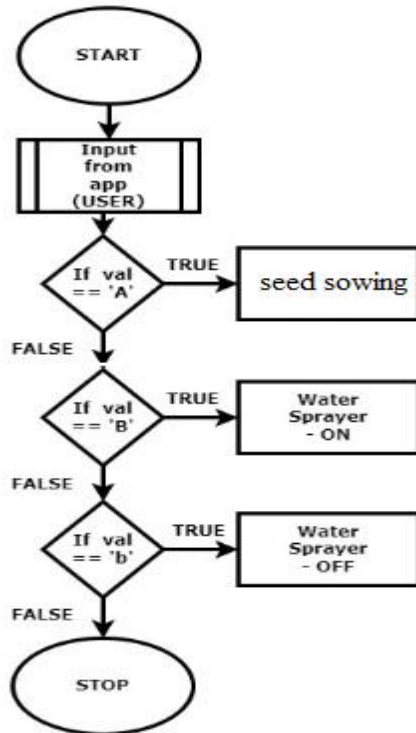 START
Input
from
app
(USER)
If val
== 'A'
TRUE
seed sowing
FALSE
If val
== 'B'
TRUE
Water
Sprayer
- ON
FALSE
If val
== 'b'
TRUE
Water
Sprayer
- OFF
FALSE
STOP